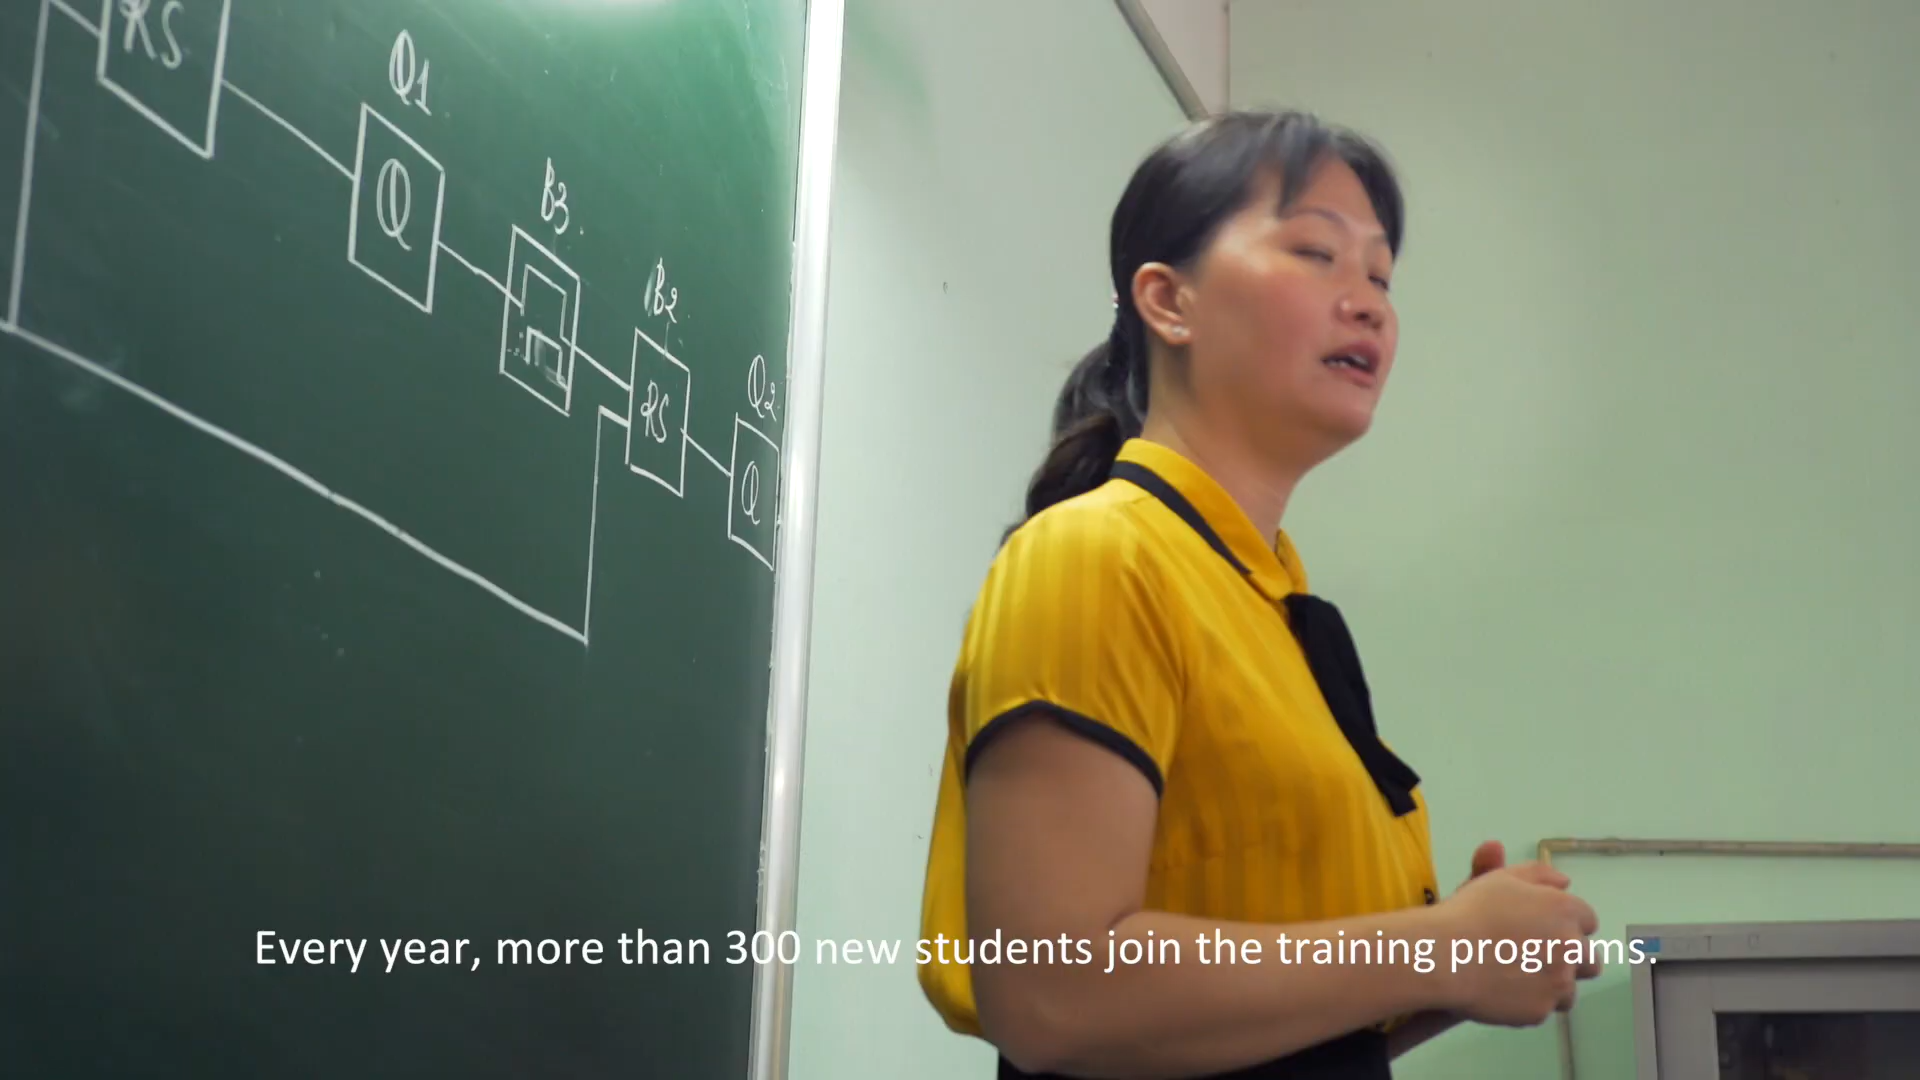 RS
Q1
Q
B3
B2
RS
Q2
Q
Every year, more than 300 new students join the training programs.